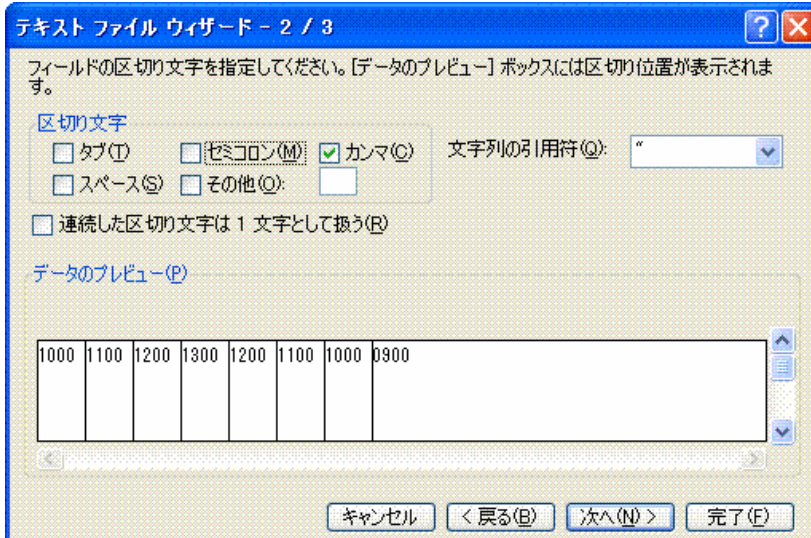 テキスト ファイル ウィザード - 2 / 3
フィールドの区切り文字を指定してください。[データのプレビュー] ボックスには区切り位置が表示されま
す。
区切り文字
タブ(T) セミコロン(M) カンマ(C) 文字列の引用符(Q): "
スペース(S) その他(O):
連続した区切り文字は 1 文字として扱う(R)
データのプレビュー(P)
1000 1100 1200 1300 1200 1100 1000 0900
キャンセル < 戻る(B) 次へ(N) > 完了(F)